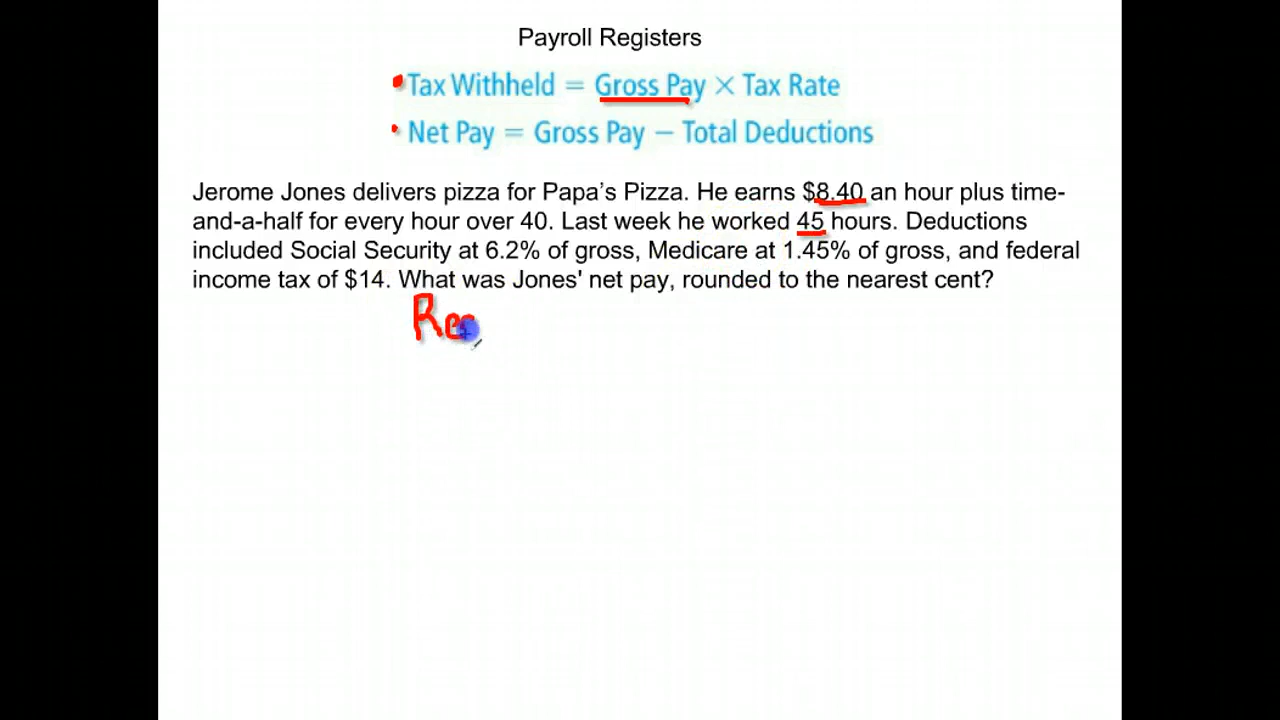 Payroll Registers
Tax Withheld = Gross Pay × Tax Rate
Net Pay = Gross Pay − Total Deductions
Jerome Jones delivers pizza for Papa's Pizza. He earns $8.40 an hour plus time-
and-a-half for every hour over 40. Last week he worked 45 hours. Deductions
included Social Security at 6.2% of gross, Medicare at 1.45% of gross, and federal
income tax of $14. What was Jones' net pay, rounded to the nearest cent?
Re